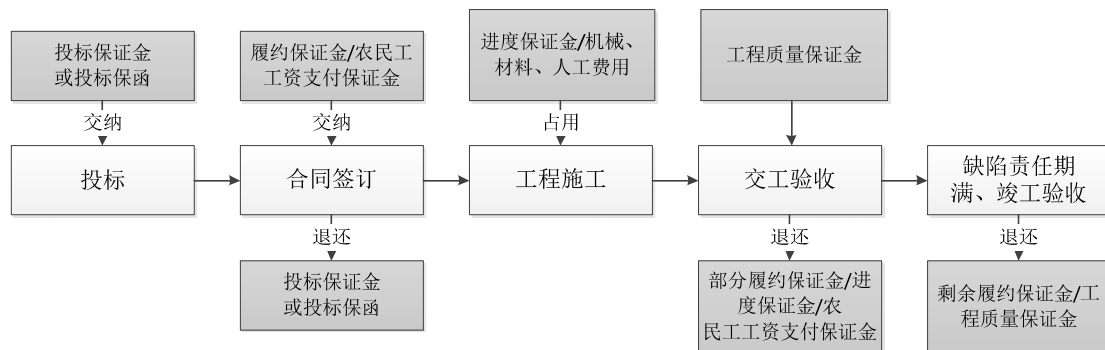 投标保证金
或投标保函
履约保证金/农民工
工资支付保证金
进度保证金/机械、
材料、人工费用
工程质量保证金
交纳
交纳
占用
投标
合同签订
工程施工
交工验收
缺陷责任期
满、竣工验收
退还
退还
退还
投标保证金
或投标保函
部分履约保证金/进
度保证金/农
民工工资支付保证金
剩余履约保证金/工
程质量保证金